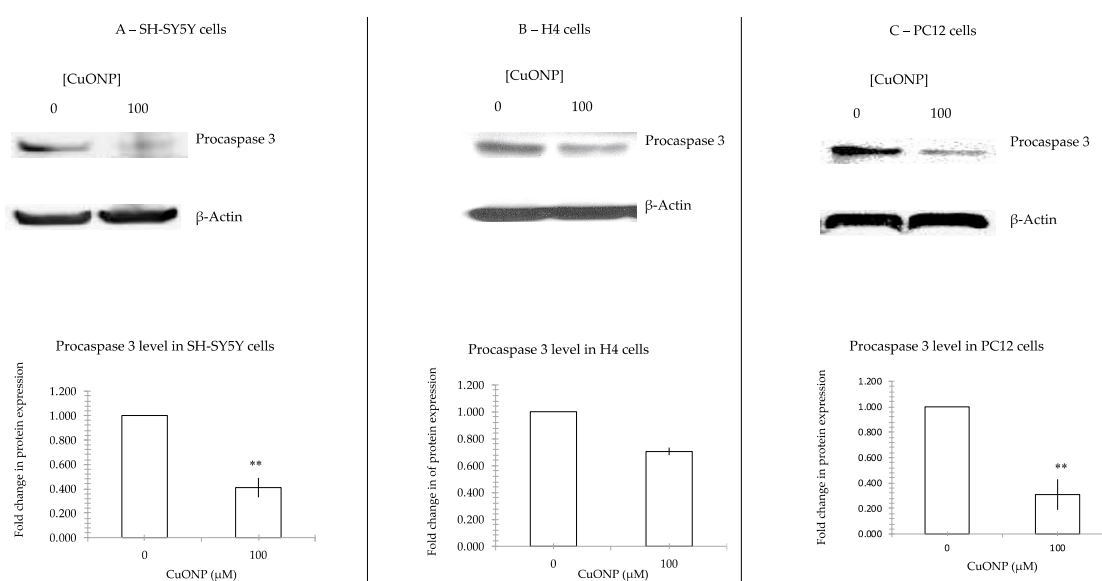 A – SH-SY5Y cells
[CuONP]
0 100
Procaspase 3
β-Actin
Procaspase 3 level in SH-SY5Y cells
Fold change in protein expression
1.200
1.000
0.800
0.600
0.400
0.200
0.000
**
0 100
CuONP (μM)
B – H4 cells
[CuONP]
0 100
Procaspase 3
β-Actin
Procaspase 3 level in H4 cells
Fold change in of protein expression
1.200
1.000
0.800
0.600
0.400
0.200
0.000
0 100
CuONP (μM)
C – PC12 cells
[CuONP]
0 100
Procaspase 3
β-Actin
Procaspase 3 level in PC12 cells
Fold change in protein expression
1.200
1.000
0.800
0.600
0.400
0.200
0.000
**
0 100
CuONP (μM)